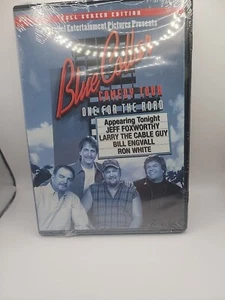 FULL SCREEN EDITION
Entertainment Pictures Presents
Blue Collar
COMEDY TOUR
ONE FOR THE ROAD
Appearing Tonight
JEFF FOXWORTHY
LARRY THE CABLE GUY
BILL ENGVALL
RON WHITE